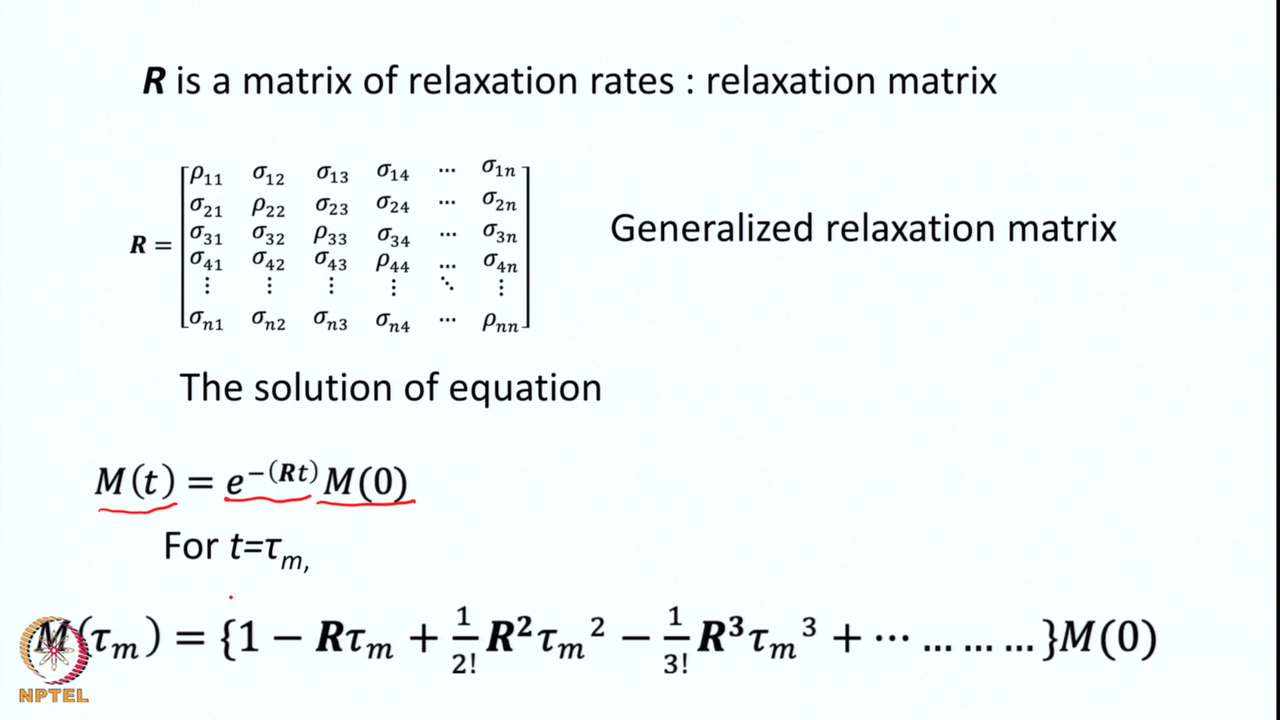 R is a matrix of relaxation rates : relaxation matrix
R = [
ρ₁₁ σ₁₂ σ₁₃ σ₁₄ ⋯ σ₁ₙ
σ₂₁ ρ₂₂ σ₂₃ σ₂₄ ⋯ σ₂ₙ
σ₃₁ σ₃₂ ρ₃₃ σ₃₄ ⋯ σ₃ₙ
σ₄₁ σ₄₂ σ₄₃ ρ₄₄ ⋯ σ₄ₙ
⋮ ⋮ ⋮ ⋮ ⋱ ⋮
σₙ₁ σₙ₂ σₙ₃ σₙ₄ ⋯ ρₙₙ
]
Generalized relaxation matrix
The solution of equation
M(t) = e^−(Rt) M(0)
For t=τₘ,
M(τₘ) = {1 − Rτₘ + 1/2! R²τₘ² − 1/3! R³τₘ³ + ⋯ … … … }M(0)
NPTEL